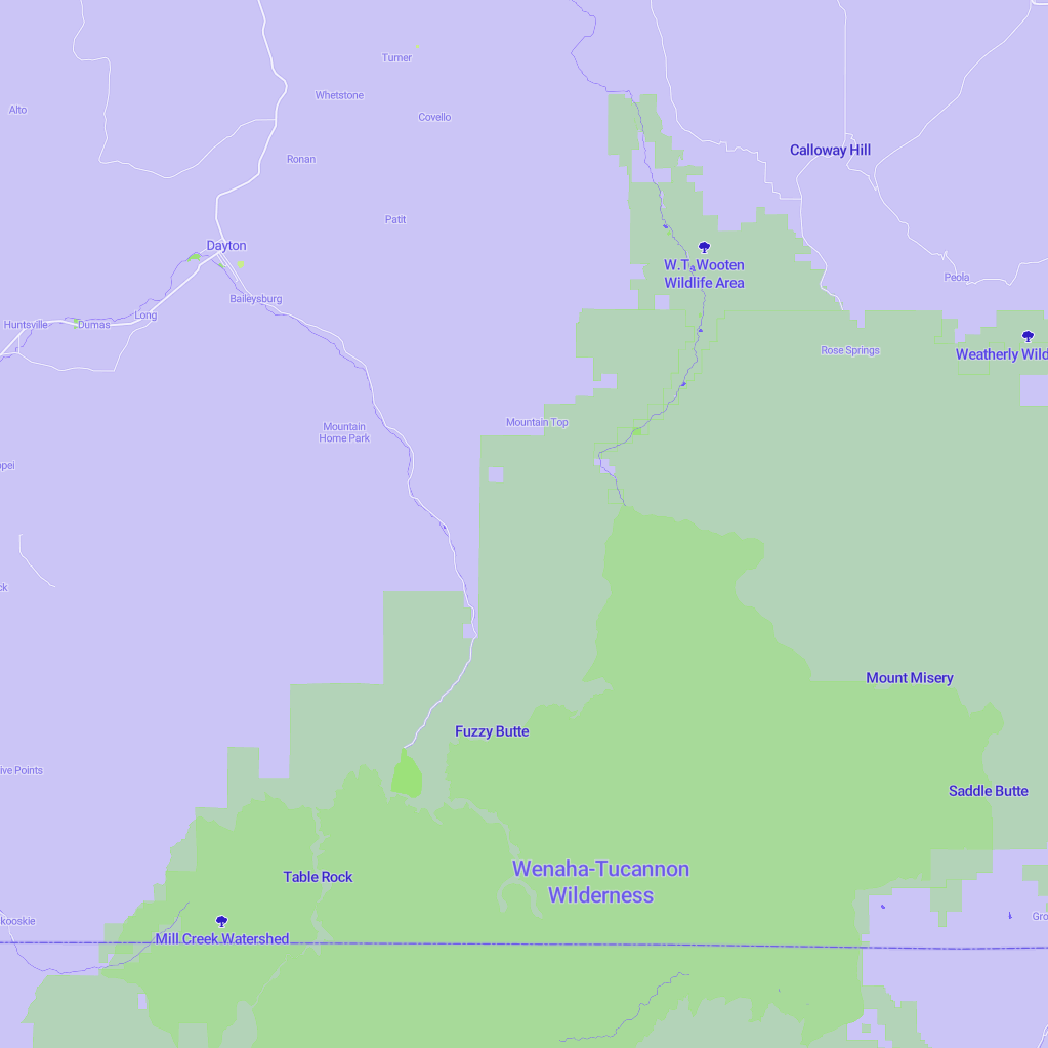 Turner
Whetstone
Alto
Covello
Calloway Hill
Ronan
Patit
Dayton
W.T. Wooten
Wildlife Area
Peola
Baileysburg
Long
Huntsville
Dumas
Rose Springs
Weatherly Wild
Mountain Top
Mountain
Home Park
Mount Misery
Fuzzy Butte
ive Points
Saddle Butte
Wenaha-Tucannon
Wilderness
Table Rock
kooskie
Mill Creek Watershed
Gro